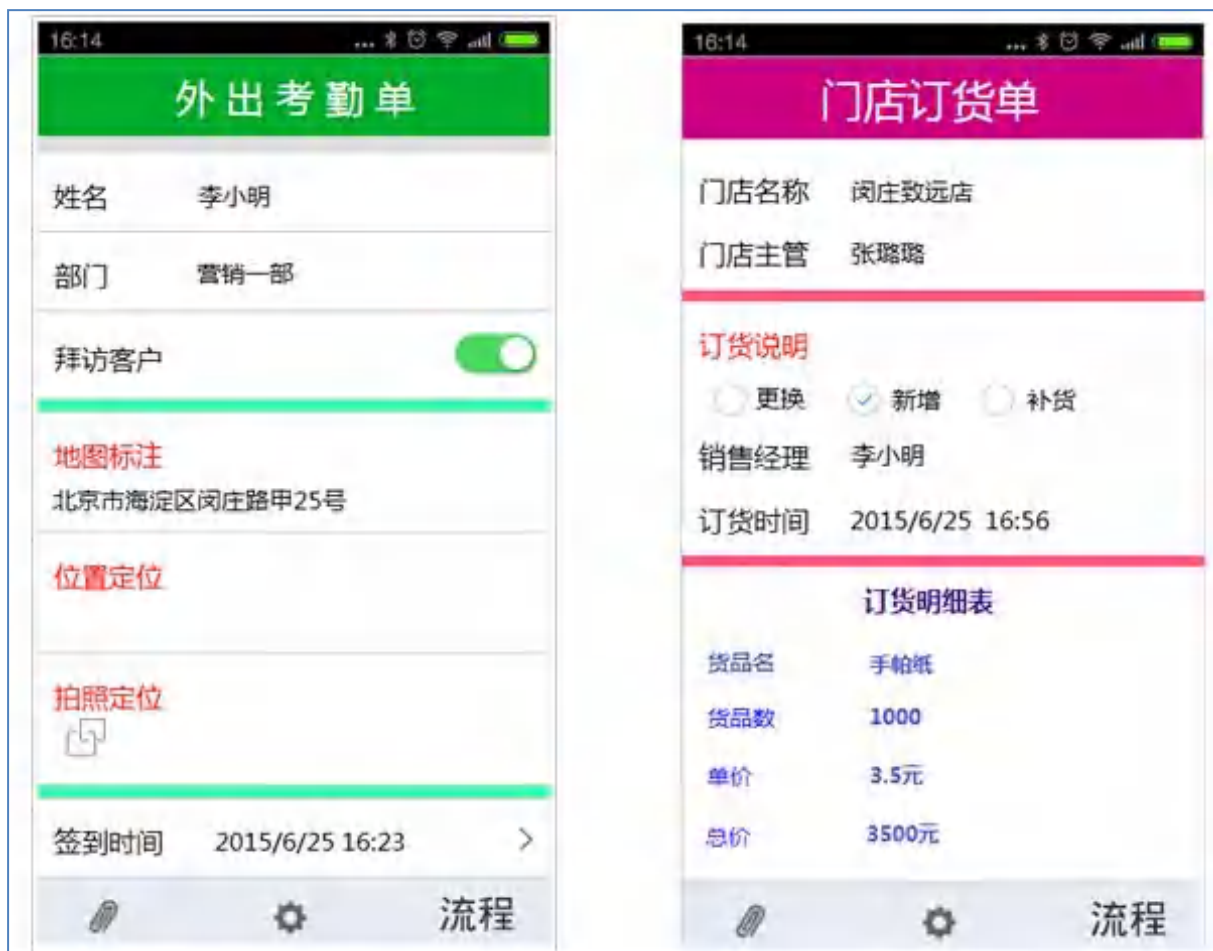 16:14
外出考勤单
姓名 李小明
部门 营销一部
拜访客户
地图标注
北京市海淀区闵庄路甲25号
位置定位
拍照定位
签到时间 2015/6/25 16:23
流程
16:14
门店订货单
门店名称 闵庄致远店
门店主管 张璐璐
订货说明
更换 新增 补货
销售经理 李小明
订货时间 2015/6/25 16:56
订货明细表
货品名 手帕纸
货品数 1000
单价 3.5元
总价 3500元
流程